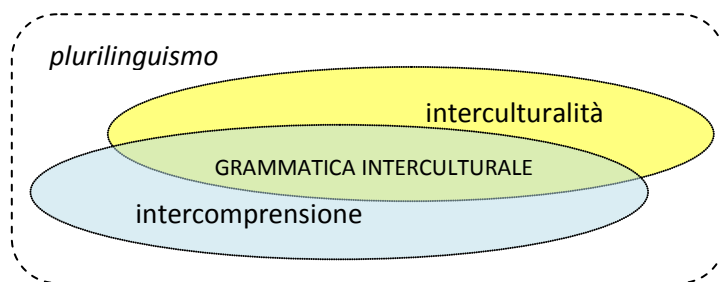 plurilinguismo
interculturalità
GRAMMATICA INTERCULTURALE
intercomprensione